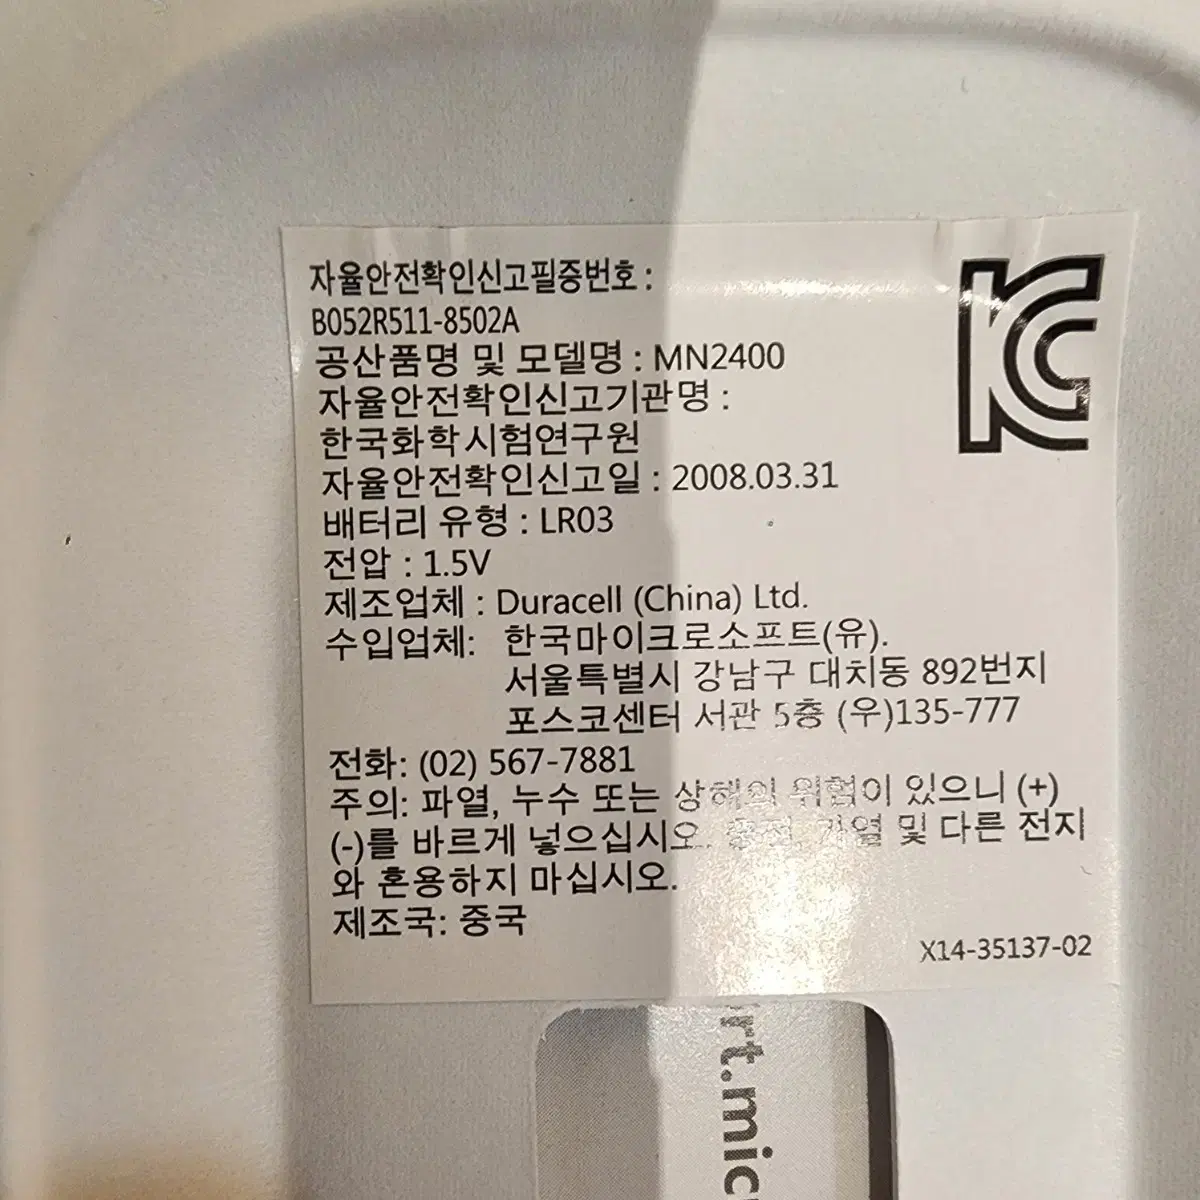 자율안전확인신고필증번호 :
B052R511-8502A
공산품명 및 모델명 : MN2400
자율안전확인신고기관명 :
한국화학시험연구원
자율안전확인신고일 : 2008.03.31
배터리 유형 : LR03
전압 : 1.5V
제조업체 : Duracell (China) Ltd.
수입업체: 한국마이크로소프트(유).
서울특별시 강남구 대치동 892번지
포스코센터 서관 5층 (우)135-777
전화: (02) 567-7881
주의: 파열, 누수 또는 상해의 위험이 있으니 (+)
(-)를 바르게 넣으십시오. 충전, 가열 및 다른 전지
와 혼용하지 마십시오.
제조국: 중국
X14-35137-02
KC
rt.mic